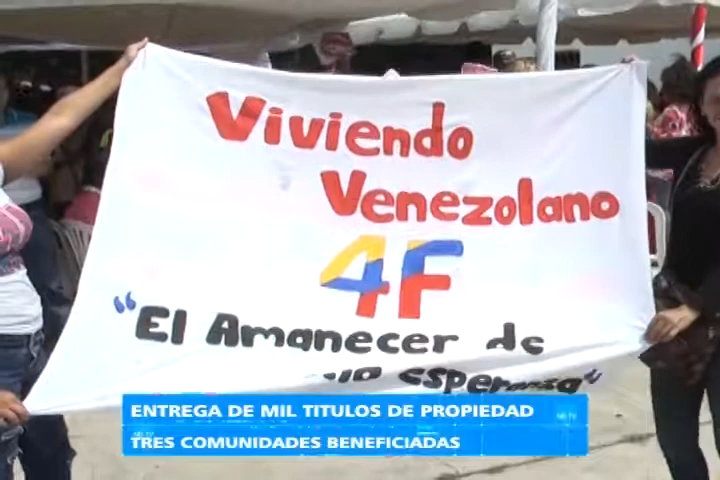 Viviendo
Venezolano
4F
"El Amanecer de
esperanza"
ENTREGA DE MIL TITULOS DE PROPIEDAD
TRES COMUNIDADES BENEFICIADAS